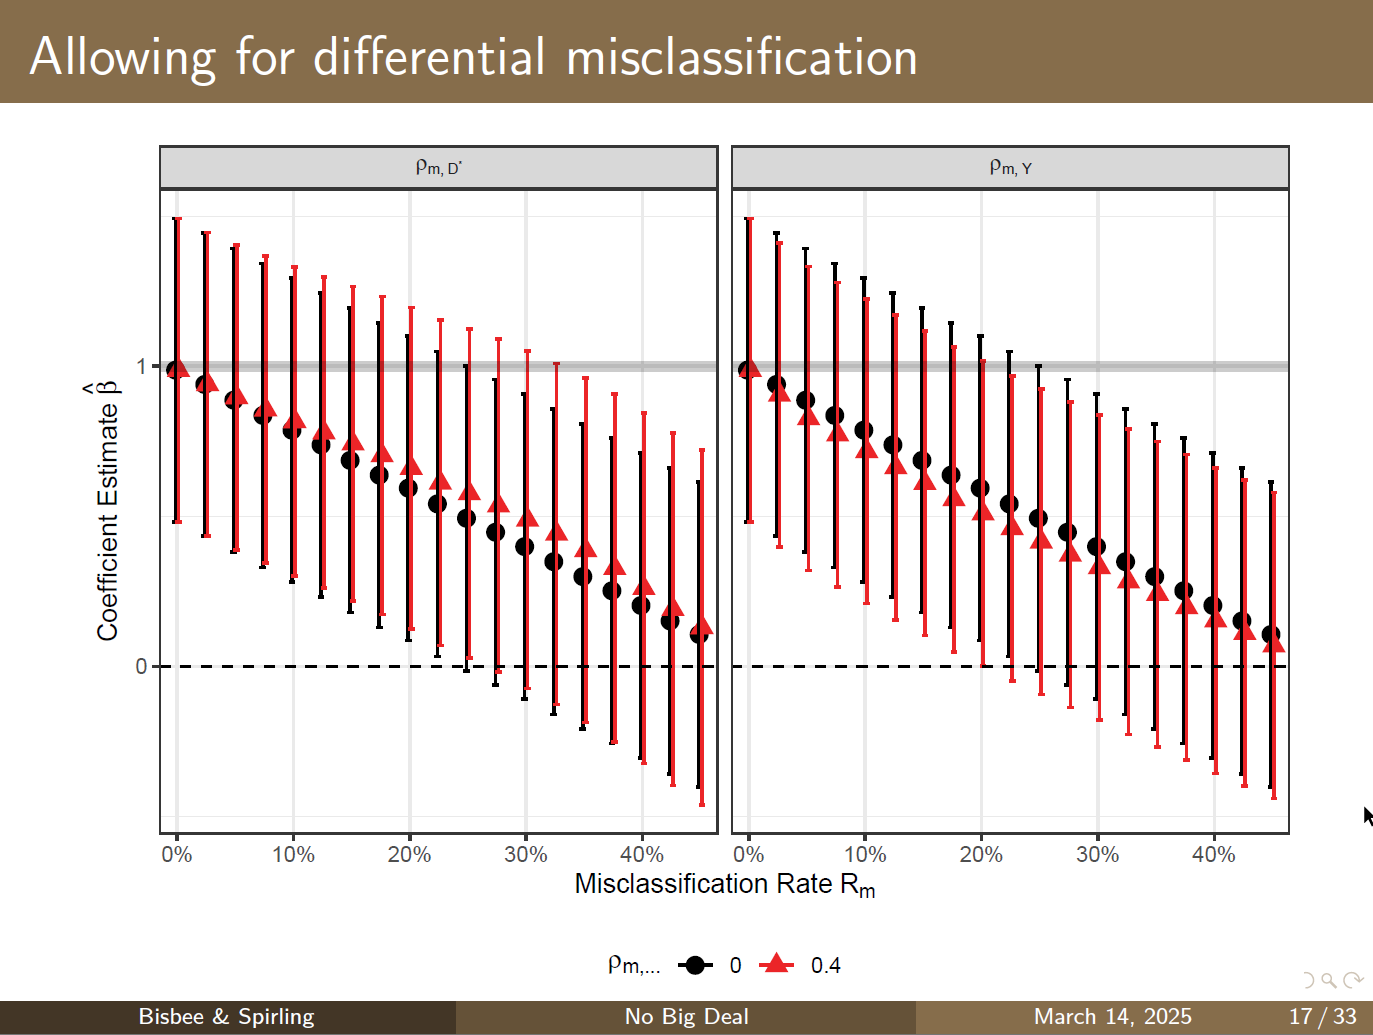 Allowing for differential misclassification
ρm, D*
ρm, Y
1
0
Coefficient Estimate β̂
0% 10% 20% 30% 40%
0% 10% 20% 30% 40%
Misclassification Rate Rm
ρm,... 0 0.4
Bisbee & Spirling No Big Deal March 14, 2025 17 / 33